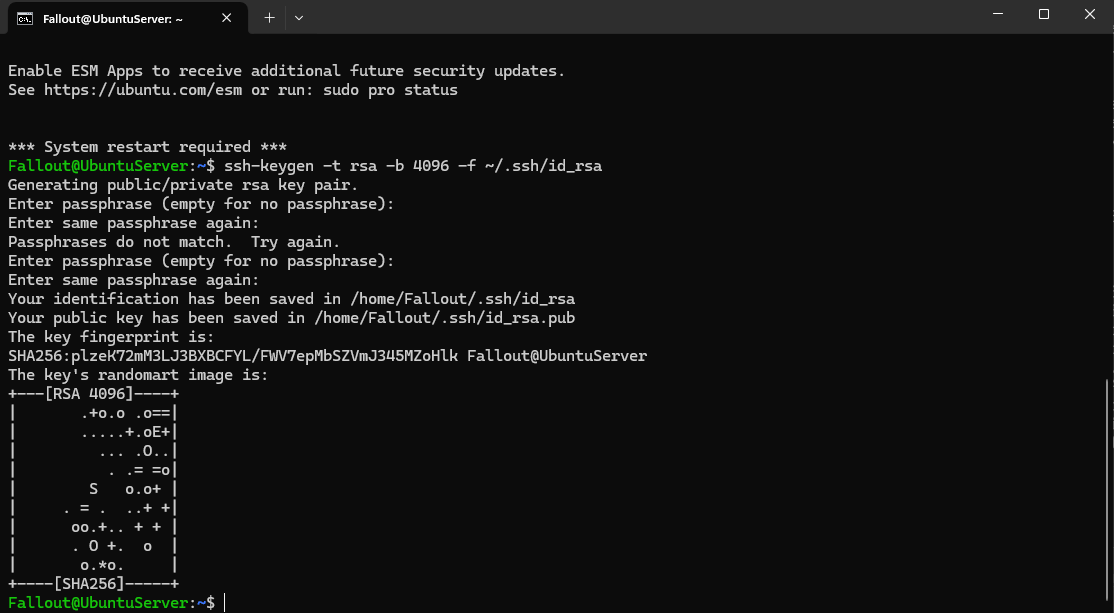 Fallout@UbuntuServer: ~
Enable ESM Apps to receive additional future security updates.
See https://ubuntu.com/esm or run: sudo pro status
*** System restart required ***
Fallout@UbuntuServer:~$ ssh-keygen -t rsa -b 4096 -f ~/.ssh/id_rsa
Generating public/private rsa key pair.
Enter passphrase (empty for no passphrase):
Enter same passphrase again:
Passphrases do not match.  Try again.
Enter passphrase (empty for no passphrase):
Enter same passphrase again:
Your identification has been saved in /home/Fallout/.ssh/id_rsa
Your public key has been saved in /home/Fallout/.ssh/id_rsa.pub
The key fingerprint is:
SHA256:plzeK72mM3LJ3BXBCFYL/FWV7epMbSZVmJ345MZoHlk Fallout@UbuntuServer
The key's randomart image is:
+---[RSA 4096]----+
|       .+o.o .o==|
|       .....+.oE+|
|         ... .O..|
|          . .= =o|
|        S   o.o+ |
|     . = .  ..+ +|
|      oo.+.. + + |
|      . O +.  o  |
|       o.*o.     |
+----[SHA256]-----+
Fallout@UbuntuServer:~$